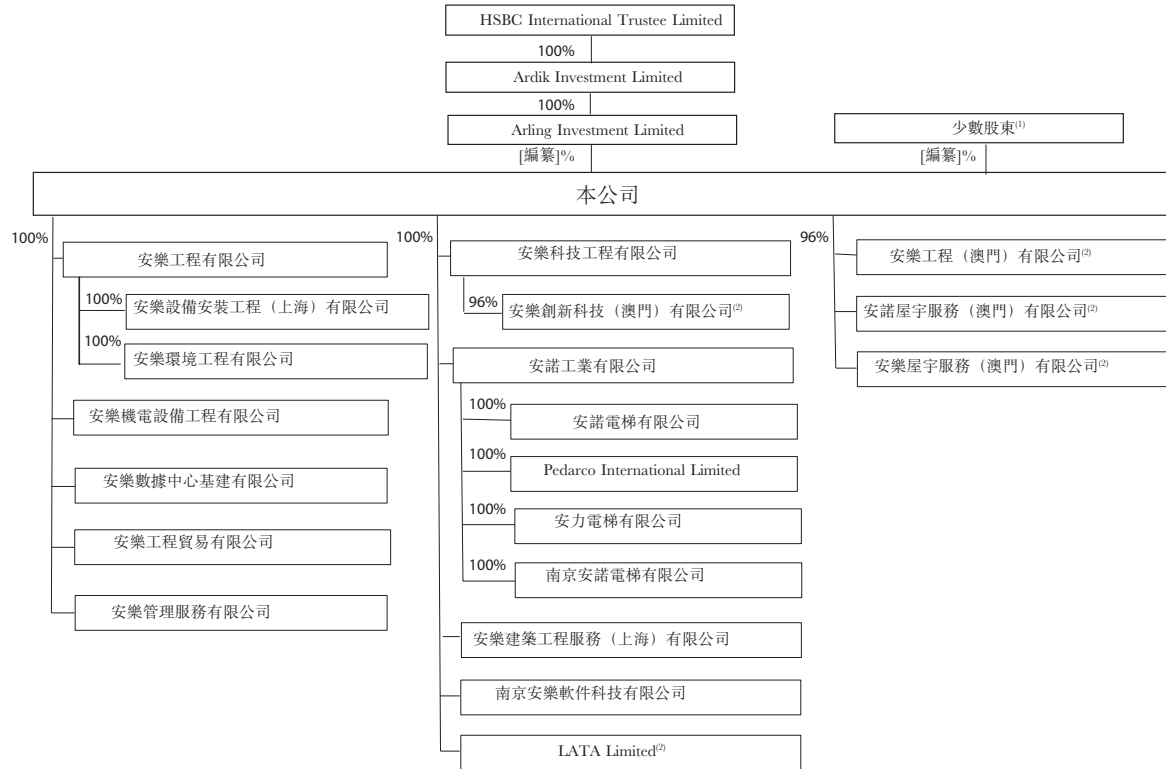 HSBC International Trustee Limited
100%
Ardik Investment Limited
100%
Arling Investment Limited
少數股東(1)
[編纂]%
[編纂]%
本公司
100%
100%
96%
安樂工程有限公司
100%
安樂設備安裝工程（上海）有限公司
100%
安樂環境工程有限公司
安樂機電設備工程有限公司
安樂數據中心基建有限公司
安樂工程貿易有限公司
安樂管理服務有限公司
安樂科技工程有限公司
96%
安樂創新科技（澳門）有限公司(2)
安諾工業有限公司
100%
安諾電梯有限公司
100%
Pedarco International Limited
100%
安力電梯有限公司
100%
南京安諾電梯有限公司
安樂建築工程服務（上海）有限公司
南京安樂軟件科技有限公司
LATA Limited(2)
安樂工程（澳門）有限公司(2)
安諾屋宇服務（澳門）有限公司(2)
安樂屋宇服務（澳門）有限公司(2)